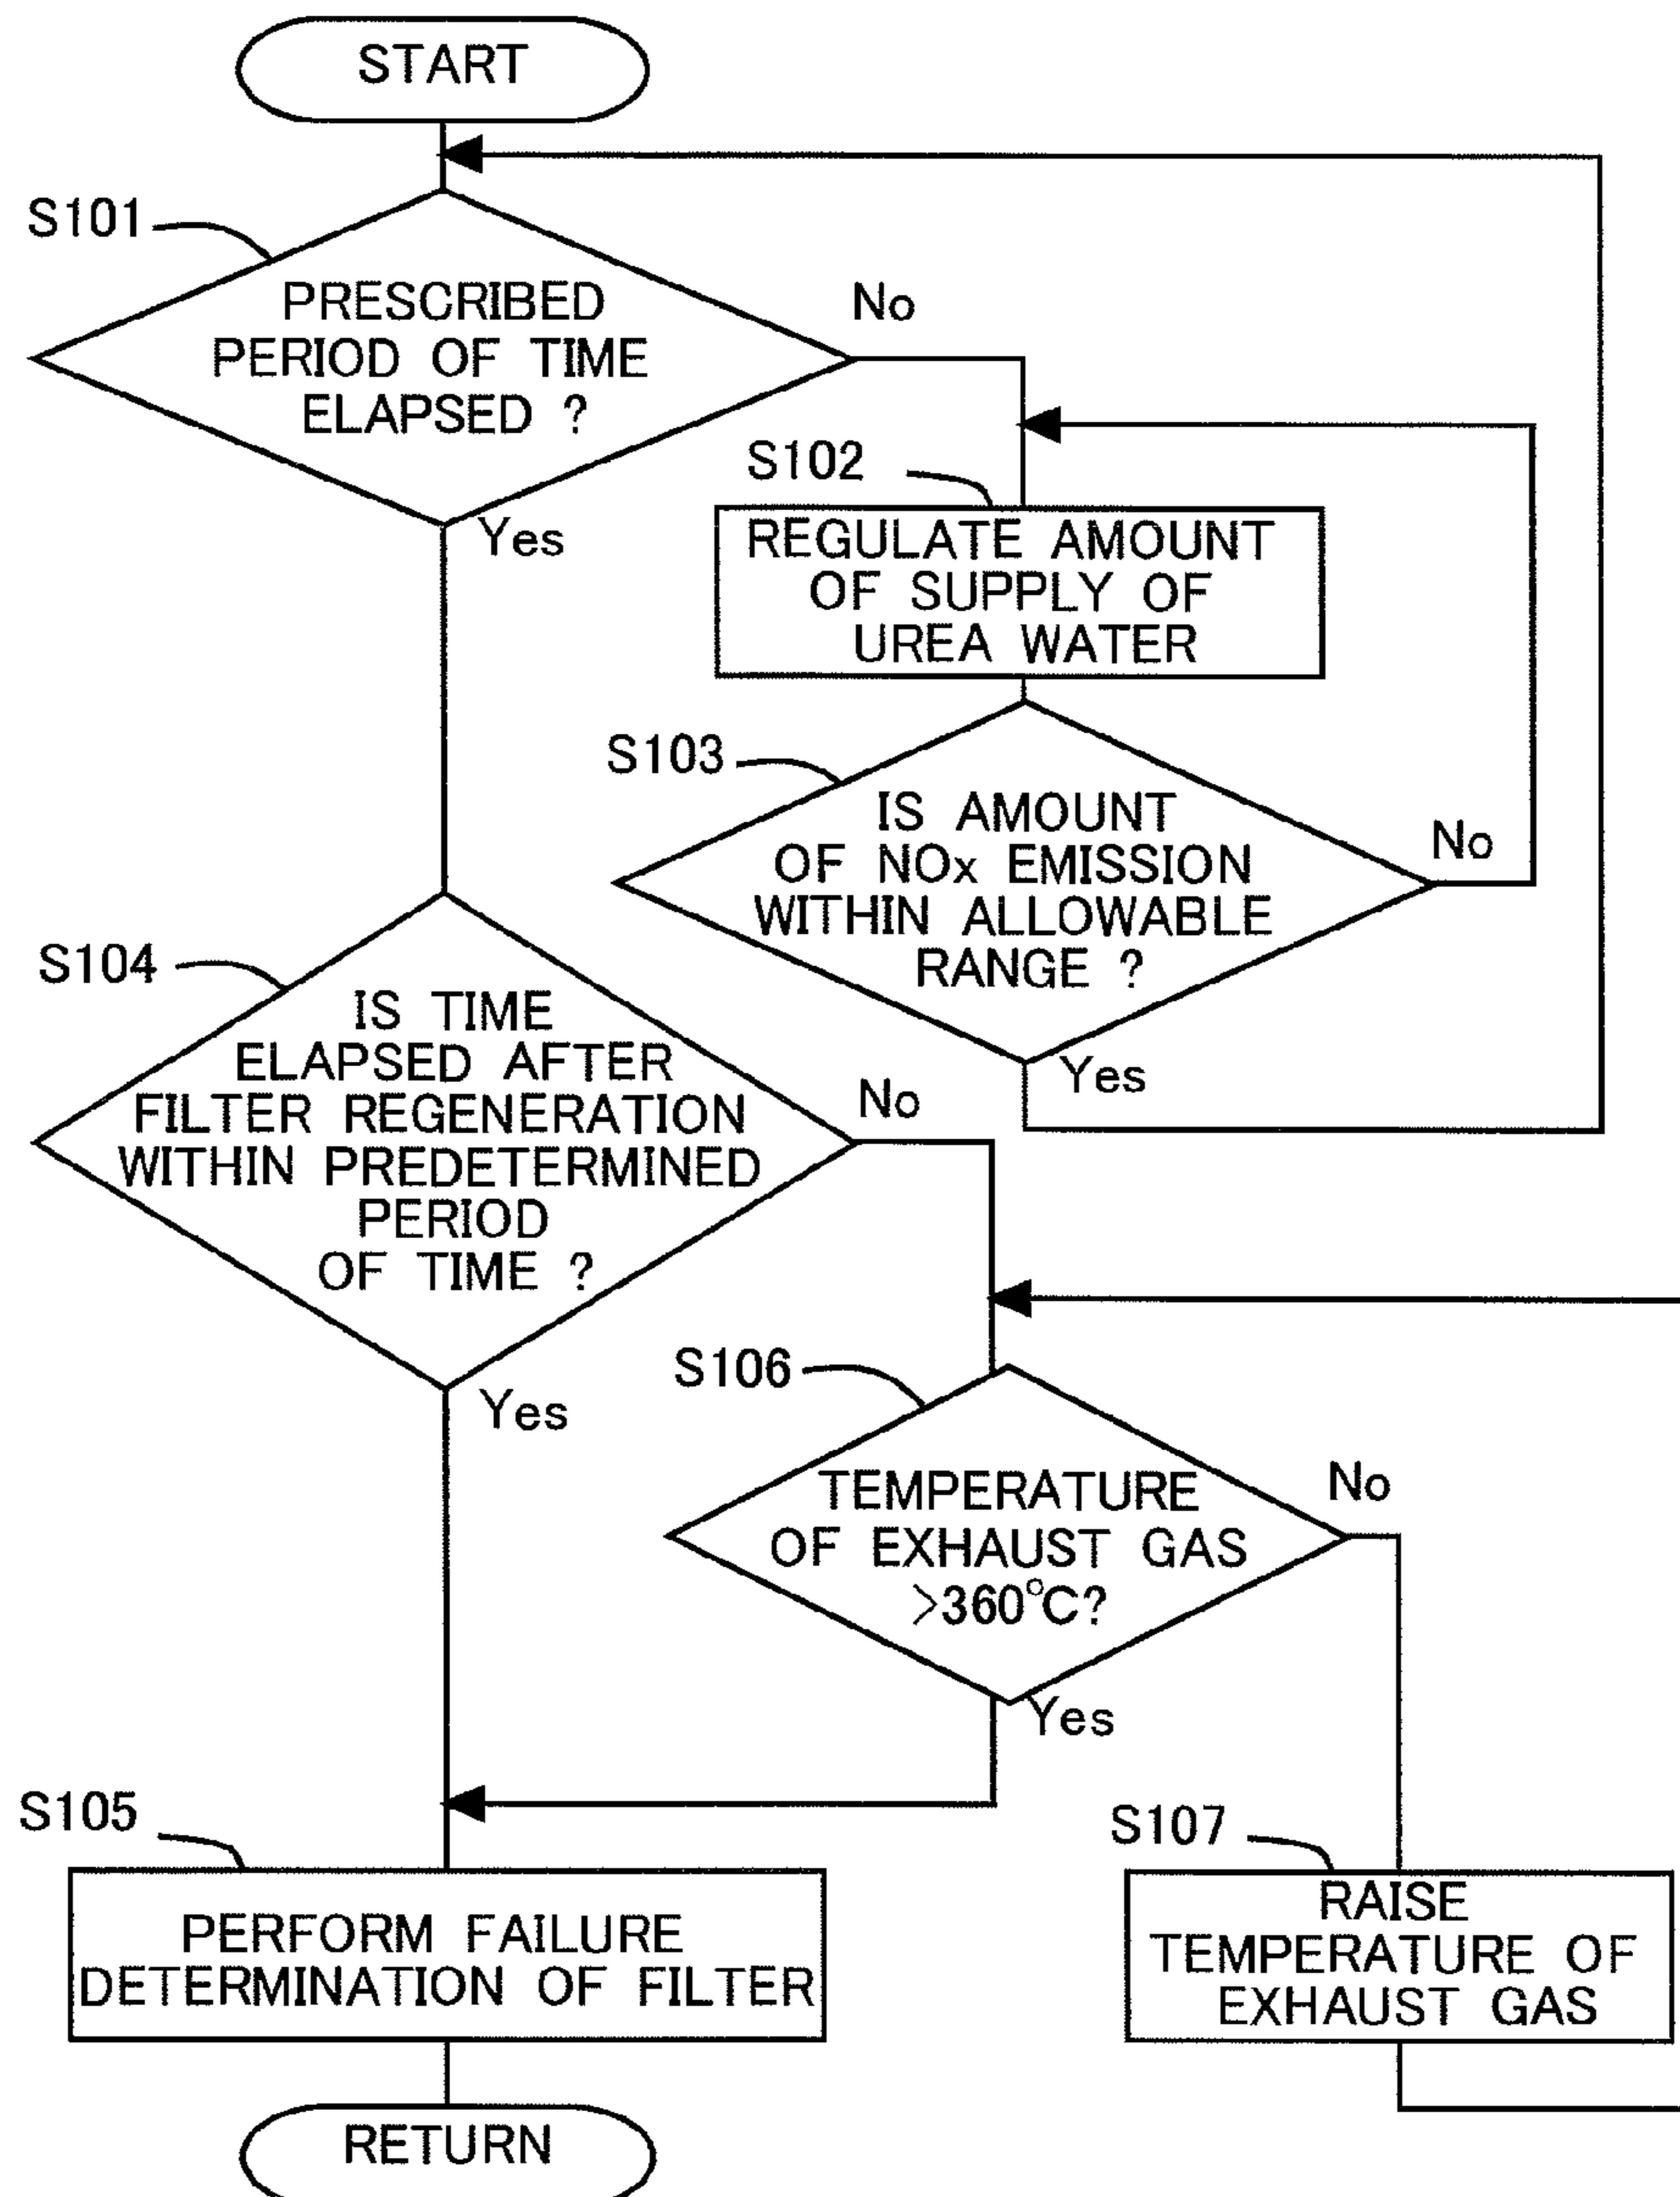 START
S101
PRESCRIBED
PERIOD OF TIME
ELAPSED ?
No
Yes
S102
REGULATE AMOUNT
OF SUPPLY OF
UREA WATER
S103
IS AMOUNT
OF NOx EMISSION
WITHIN ALLOWABLE
RANGE ?
No
Yes
S104
IS TIME
ELAPSED AFTER
FILTER REGENERATION
WITHIN PREDETERMINED
PERIOD
OF TIME ?
No
Yes
S106
TEMPERATURE
OF EXHAUST GAS
>360°C?
No
Yes
S105
PERFORM FAILURE
DETERMINATION OF FILTER
S107
RAISE
TEMPERATURE OF
EXHAUST GAS
RETURN